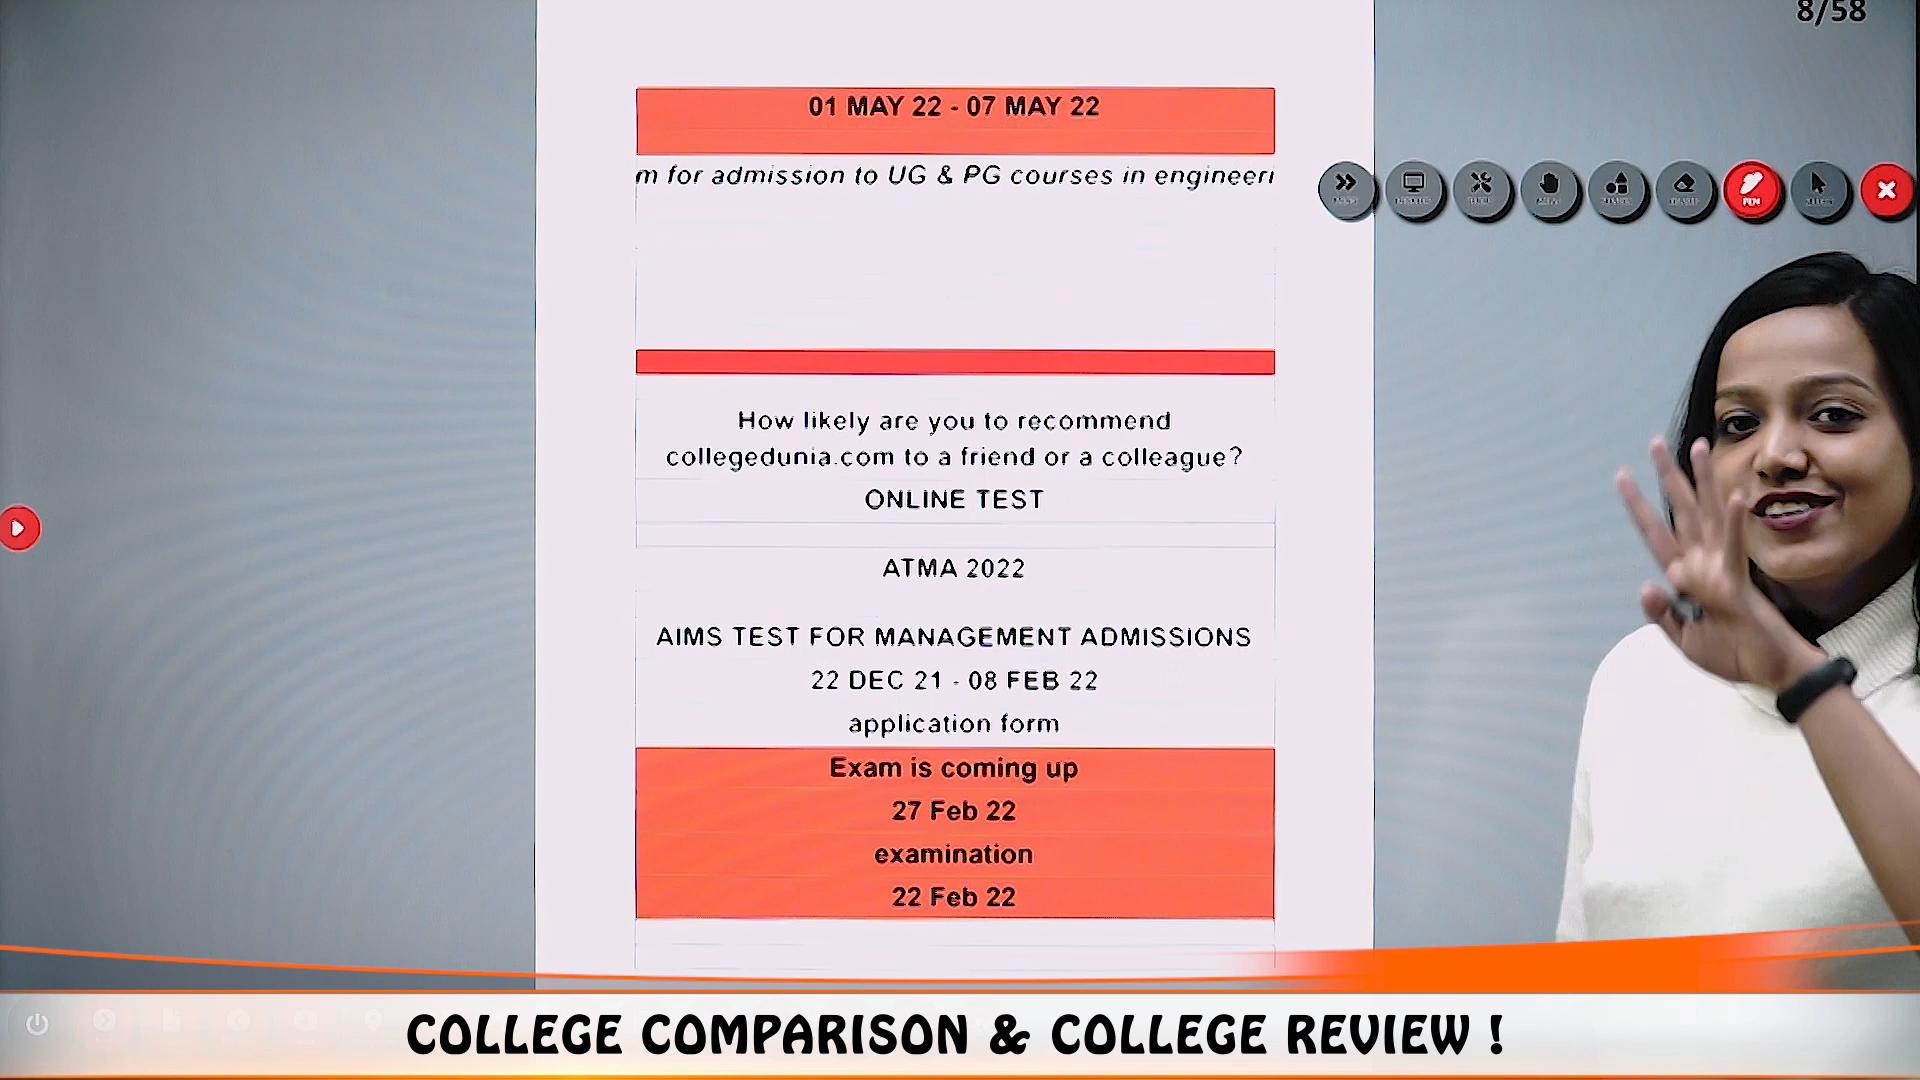 8/58
01 MAY 22 - 07 MAY 22
m for admission to UG & PG courses in engineeri
PEN
How likely are you to recommend
collegedunia.com to a friend or a colleague?
ONLINE TEST
ATMA 2022
AIMS TEST FOR MANAGEMENT ADMISSIONS
22 DEC 21 - 08 FEB 22
application form
Exam is coming up
27 Feb 22
examination
22 Feb 22
COLLEGE COMPARISON & COLLEGE REVIEW !